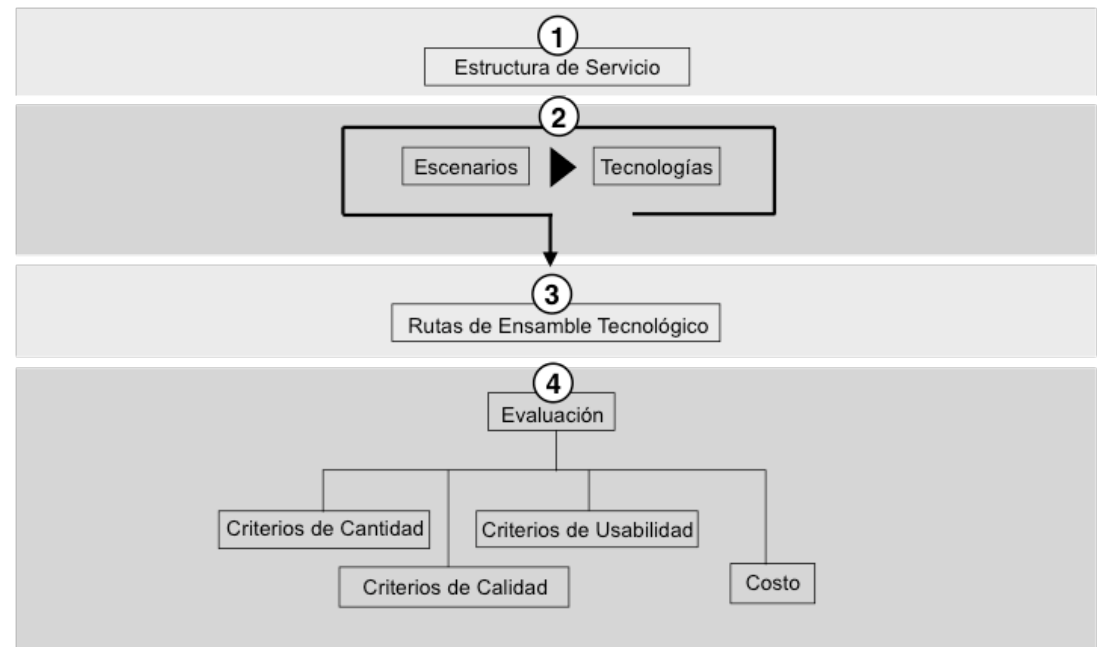 1
Estructura de Servicio
2
Escenarios
Tecnologías
3
Rutas de Ensamble Tecnológico
4
Evaluación
Criterios de Cantidad
Criterios de Usabilidad
Criterios de Calidad
Costo